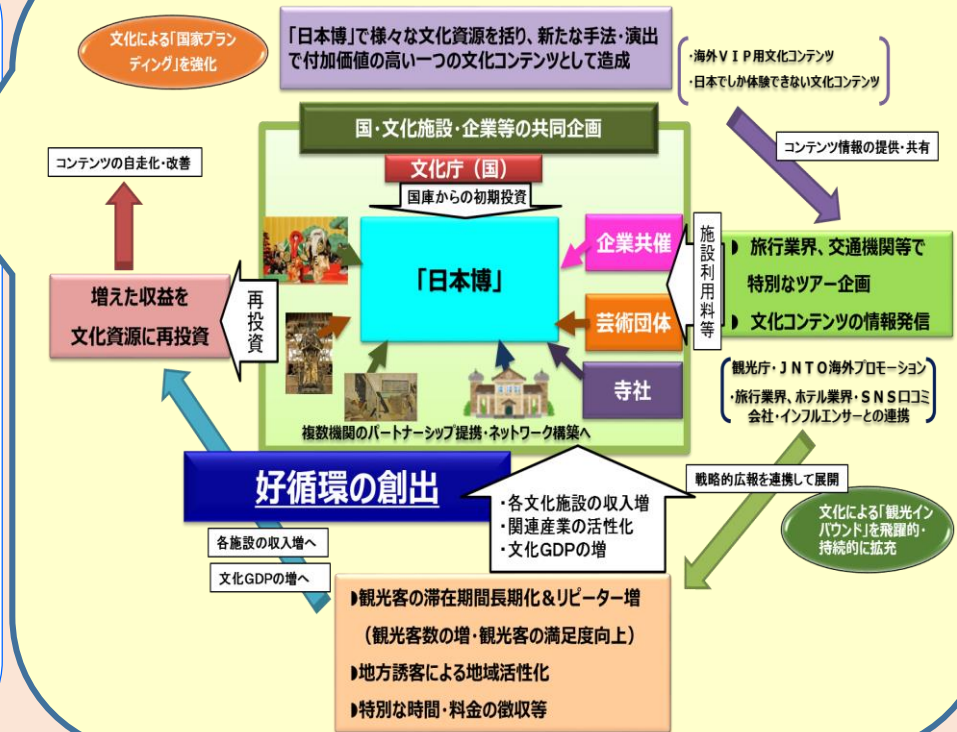 文化による「国家ブラン
ディング」を強化
「日本博」で様々な文化資源を括り、新たな手法・演出
で付加価値の高い一つの文化コンテンツとして造成
・海外ＶＩＰ用文化コンテンツ
・日本でしか体験できない文化コンテンツ
国・文化施設・企業等の共同企画
文化庁（国）
国庫からの初期投資
コンテンツの自走化・改善
コンテンツ情報の提供・共有
「日本博」
企業共催
芸術団体
寺社
施設利用料等
旅行業界、交通機関等で
特別なツアー企画
文化コンテンツの情報発信
増えた収益を
文化資源に再投資
再投資
観光庁・ＪＮＴＯ海外プロモーション
・旅行業界、ホテル業界・ＳＮＳ口コミ
会社・インフルエンサーとの連携
複数機関のパートナーシップ提携・ネットワーク構築へ
好循環の創出
・各文化施設の収入増
・関連産業の活性化
・文化GDPの増
戦略的広報を連携して展開
文化による「観光イン
バウンド」を飛躍的・
持続的に拡充
各施設の収入増へ
文化GDPの増へ
観光客の滞在期間長期化＆リピーター増
（観光客数の増・観光客の満足度向上）
地方誘客による地域活性化
特別な時間・料金の徴収等